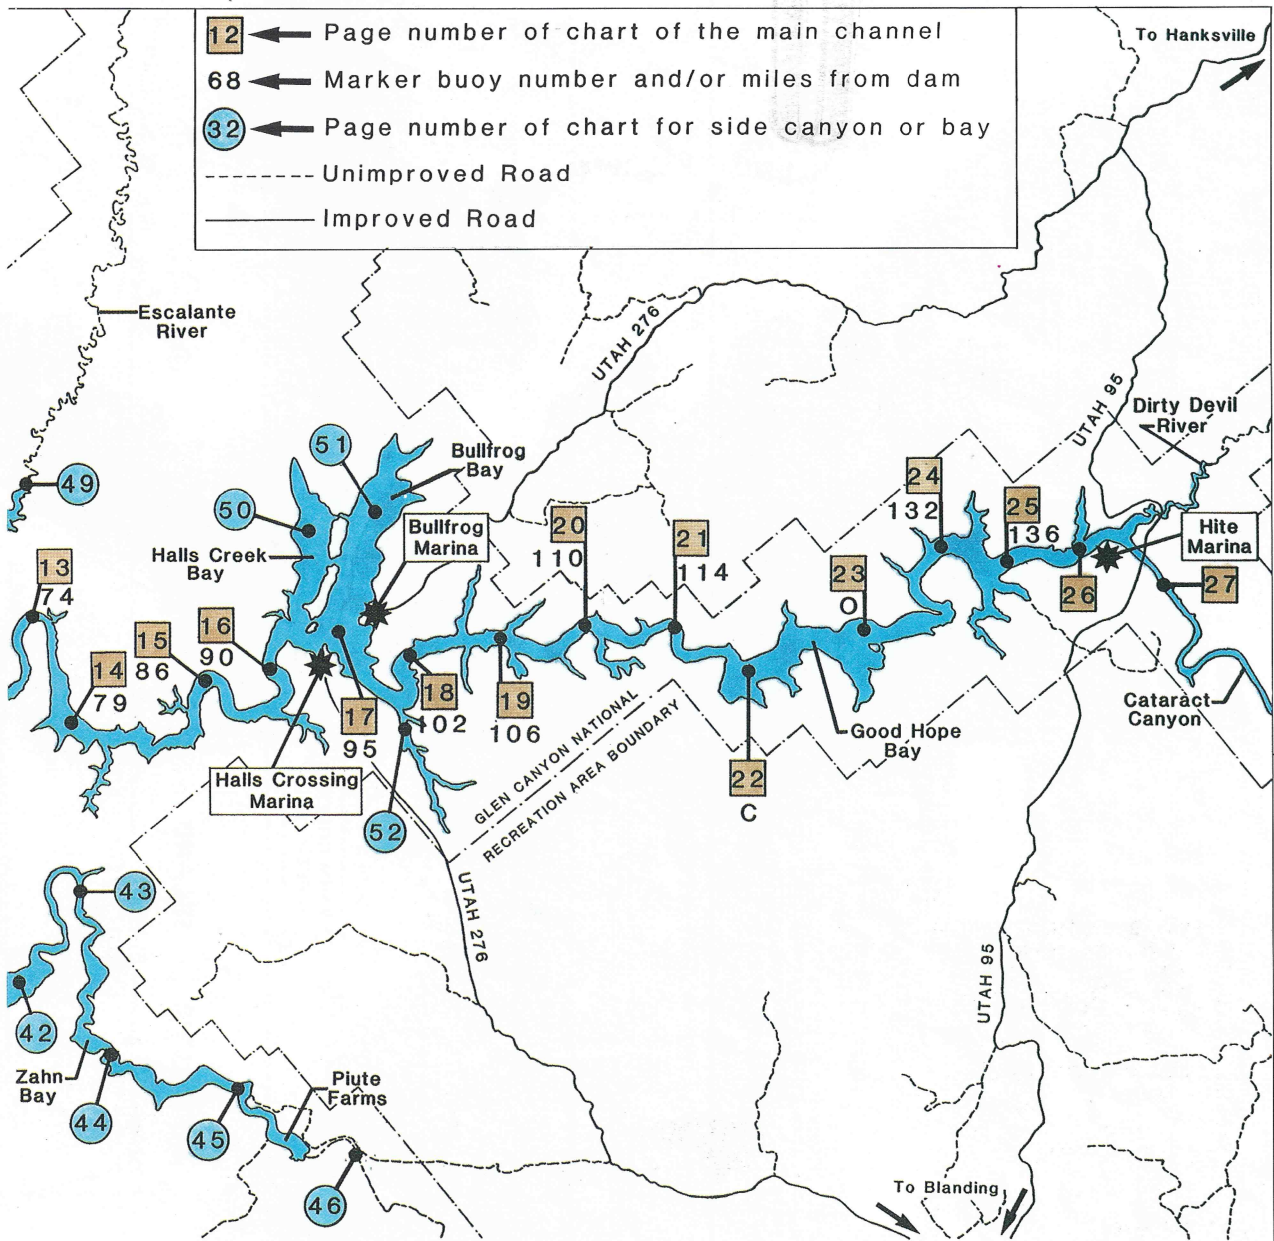 12 Page number of chart of the main channel
68 Marker buoy number and/or miles from dam
32 Page number of chart for side canyon or bay
Unimproved Road
Improved Road
To Hanksville
Escalante
River
UTAH 276
UTAH 95
Dirty Devil
River
51
Bullfrog
Bay
49
50
24
132
25
136
20
110
Bullfrog
Marina
Hite
Marina
21
114
Halls Creek
Bay
13
74
23
O
26
27
16
90
15
86
14
79
18
102
19
106
17
95
Cataract
Canyon
GLEN CANYON NATIONAL
RECREATION AREA BOUNDARY
Good Hope
Bay
22
C
Halls Crossing
Marina
52
43
UTAH 276
UTAH 95
42
Zahn
Bay
Piute
Farms
44
45
46
To Blanding